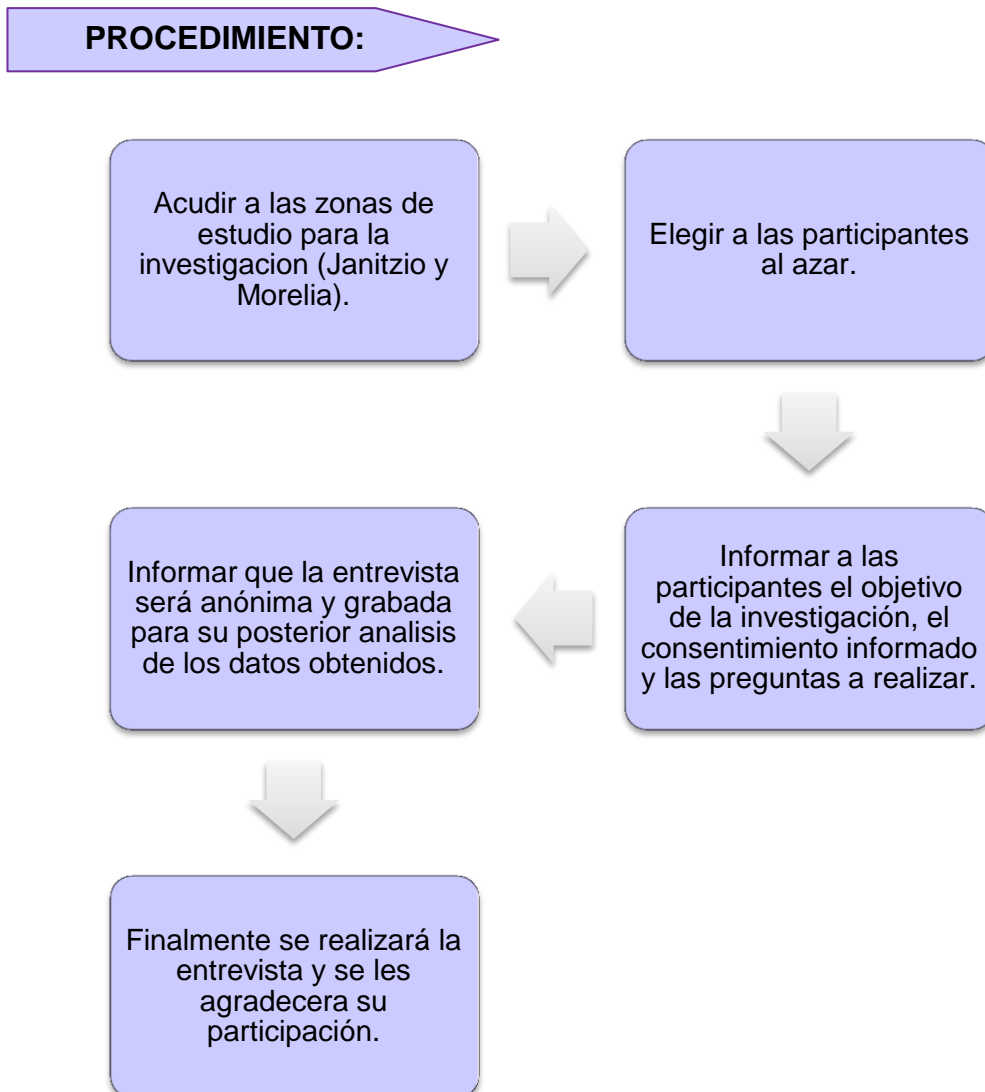 PROCEDIMIENTO:
Acudir a las zonas de
estudio para la
investigacion (Janitzio y
Morelia).
Elegir a las participantes
al azar.
Informar a las
participantes el objetivo
de la investigación, el
consentimiento informado
y las preguntas a realizar.
Informar que la entrevista
será anónima y grabada
para su posterior analisis
de los datos obtenidos.
Finalmente se realizará la
entrevista y se les
agradecera su
participación.